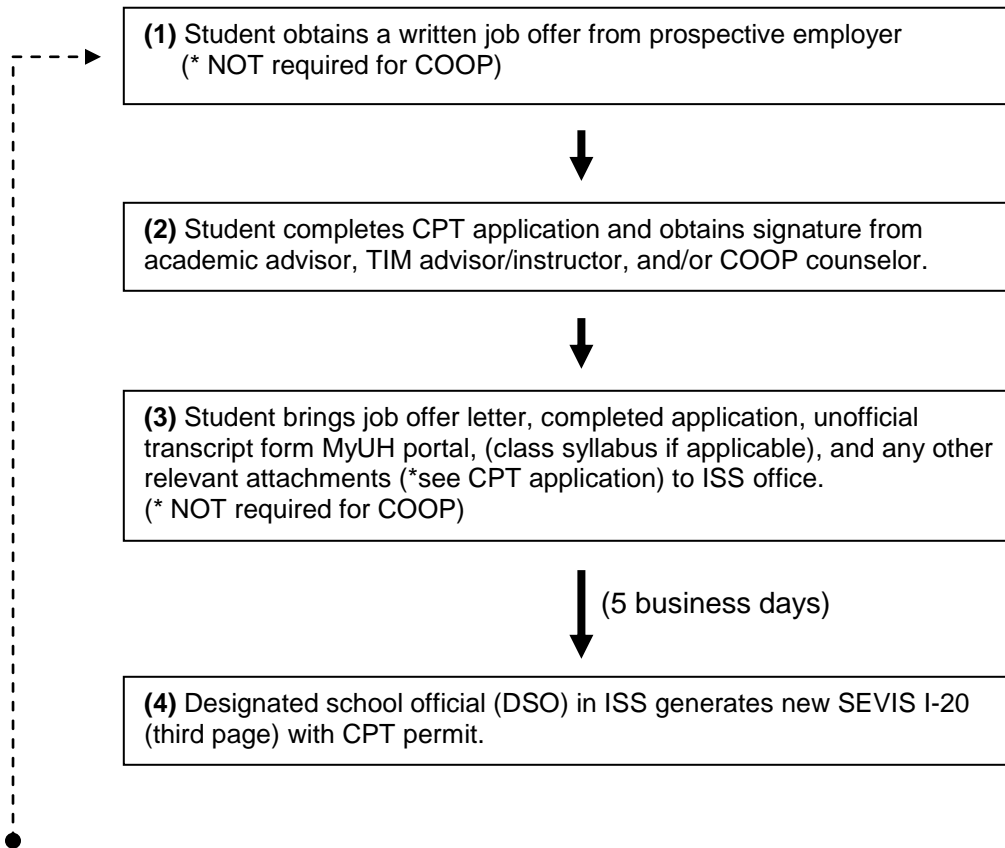 (1) Student obtains a written job offer from prospective employer
(* NOT required for COOP)
(2) Student completes CPT application and obtains signature from
academic advisor, TIM advisor/instructor, and/or COOP counselor.
(3) Student brings job offer letter, completed application, unofficial
transcript form MyUH portal, (class syllabus if applicable), and any other
relevant attachments (*see CPT application) to ISS office.
(* NOT required for COOP)
(5 business days)
(4) Designated school official (DSO) in ISS generates new SEVIS I-20
(third page) with CPT permit.